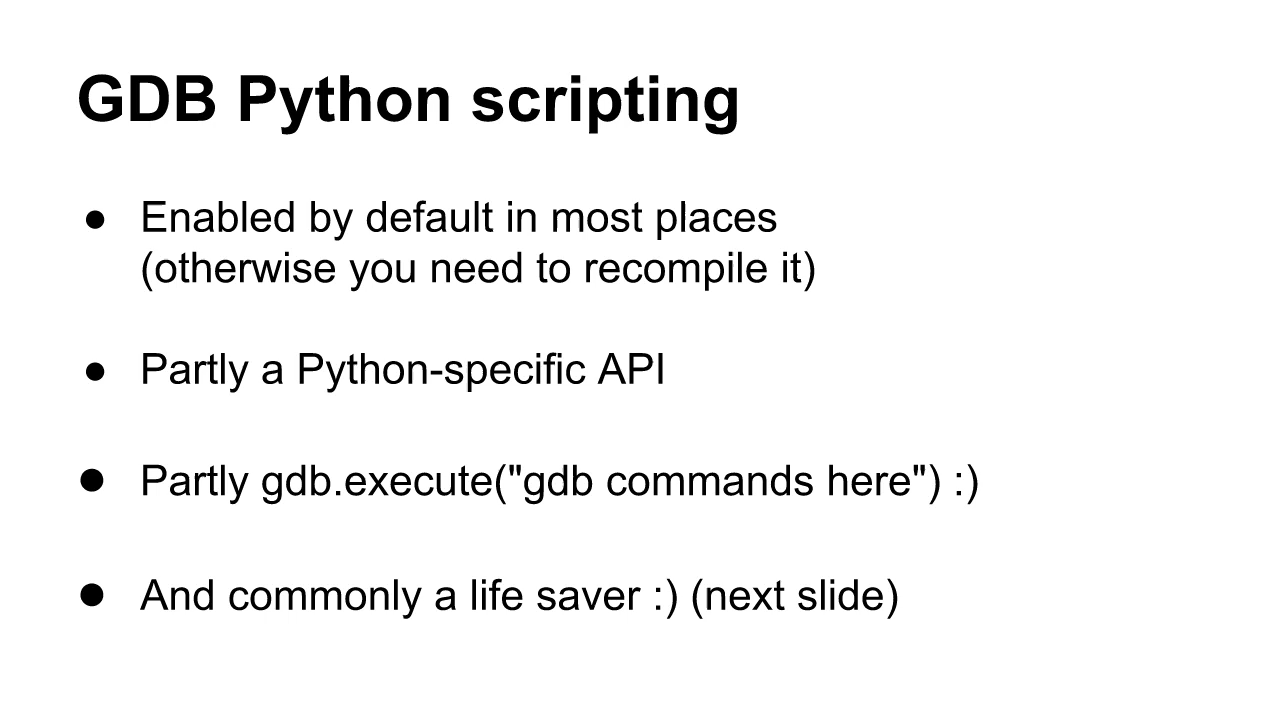 GDB Python scripting
● Enabled by default in most places
(otherwise you need to recompile it)
● Partly a Python-specific API
● Partly gdb.execute("gdb commands here") :)
● And commonly a life saver :) (next slide)